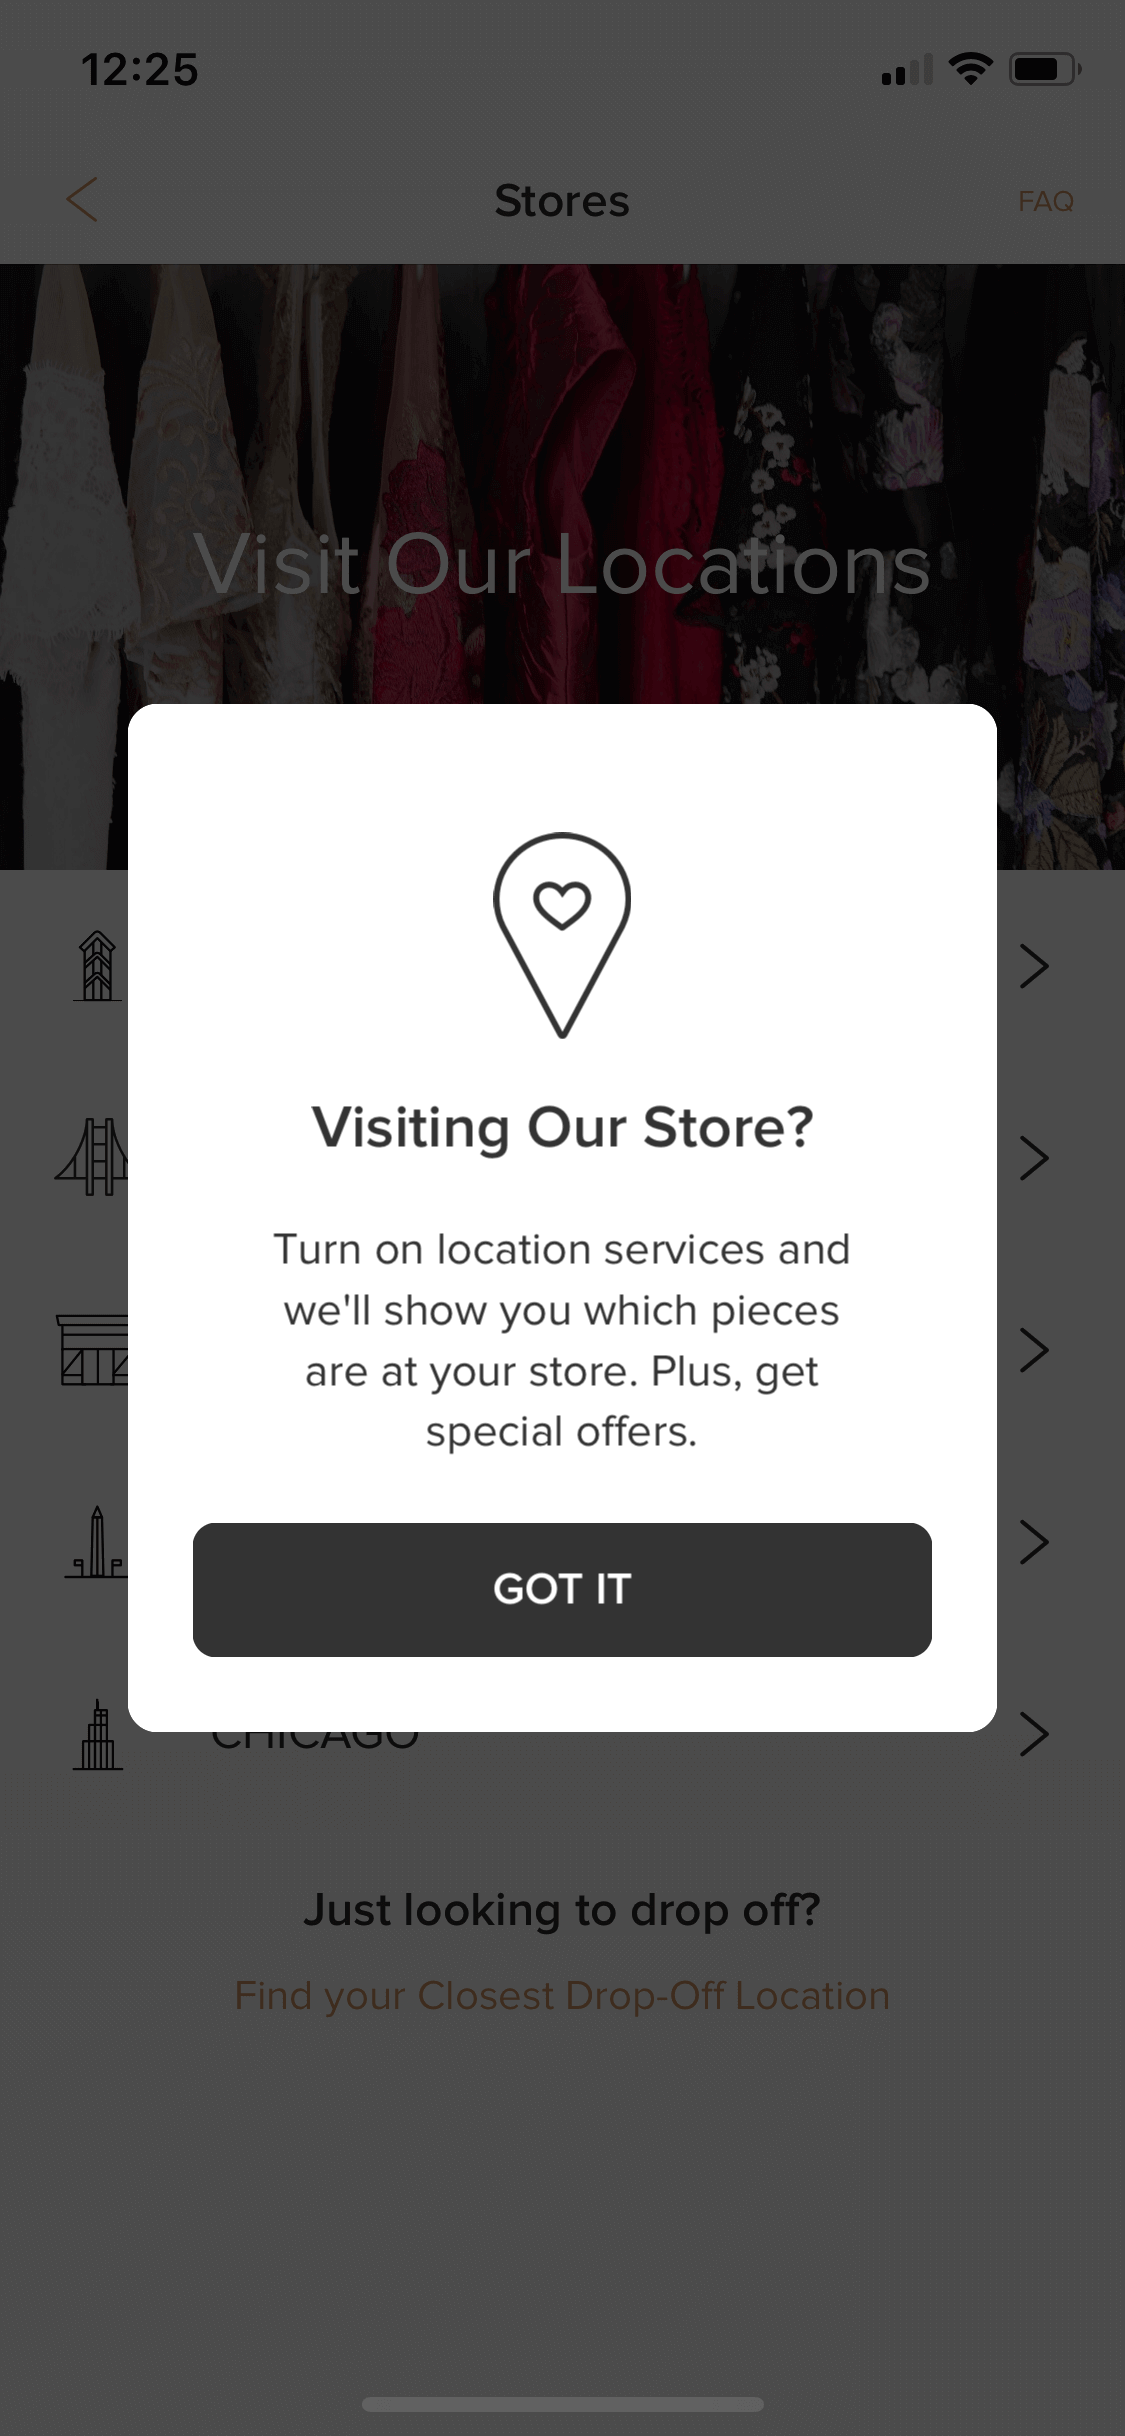 12:25
Stores
FAQ
Visit Our Locations
Visiting Our Store?
Turn on location services and
we'll show you which pieces
are at your store. Plus, get
special offers.
GOT IT
CHICAGO
Just looking to drop off?
Find your Closest Drop-Off Location